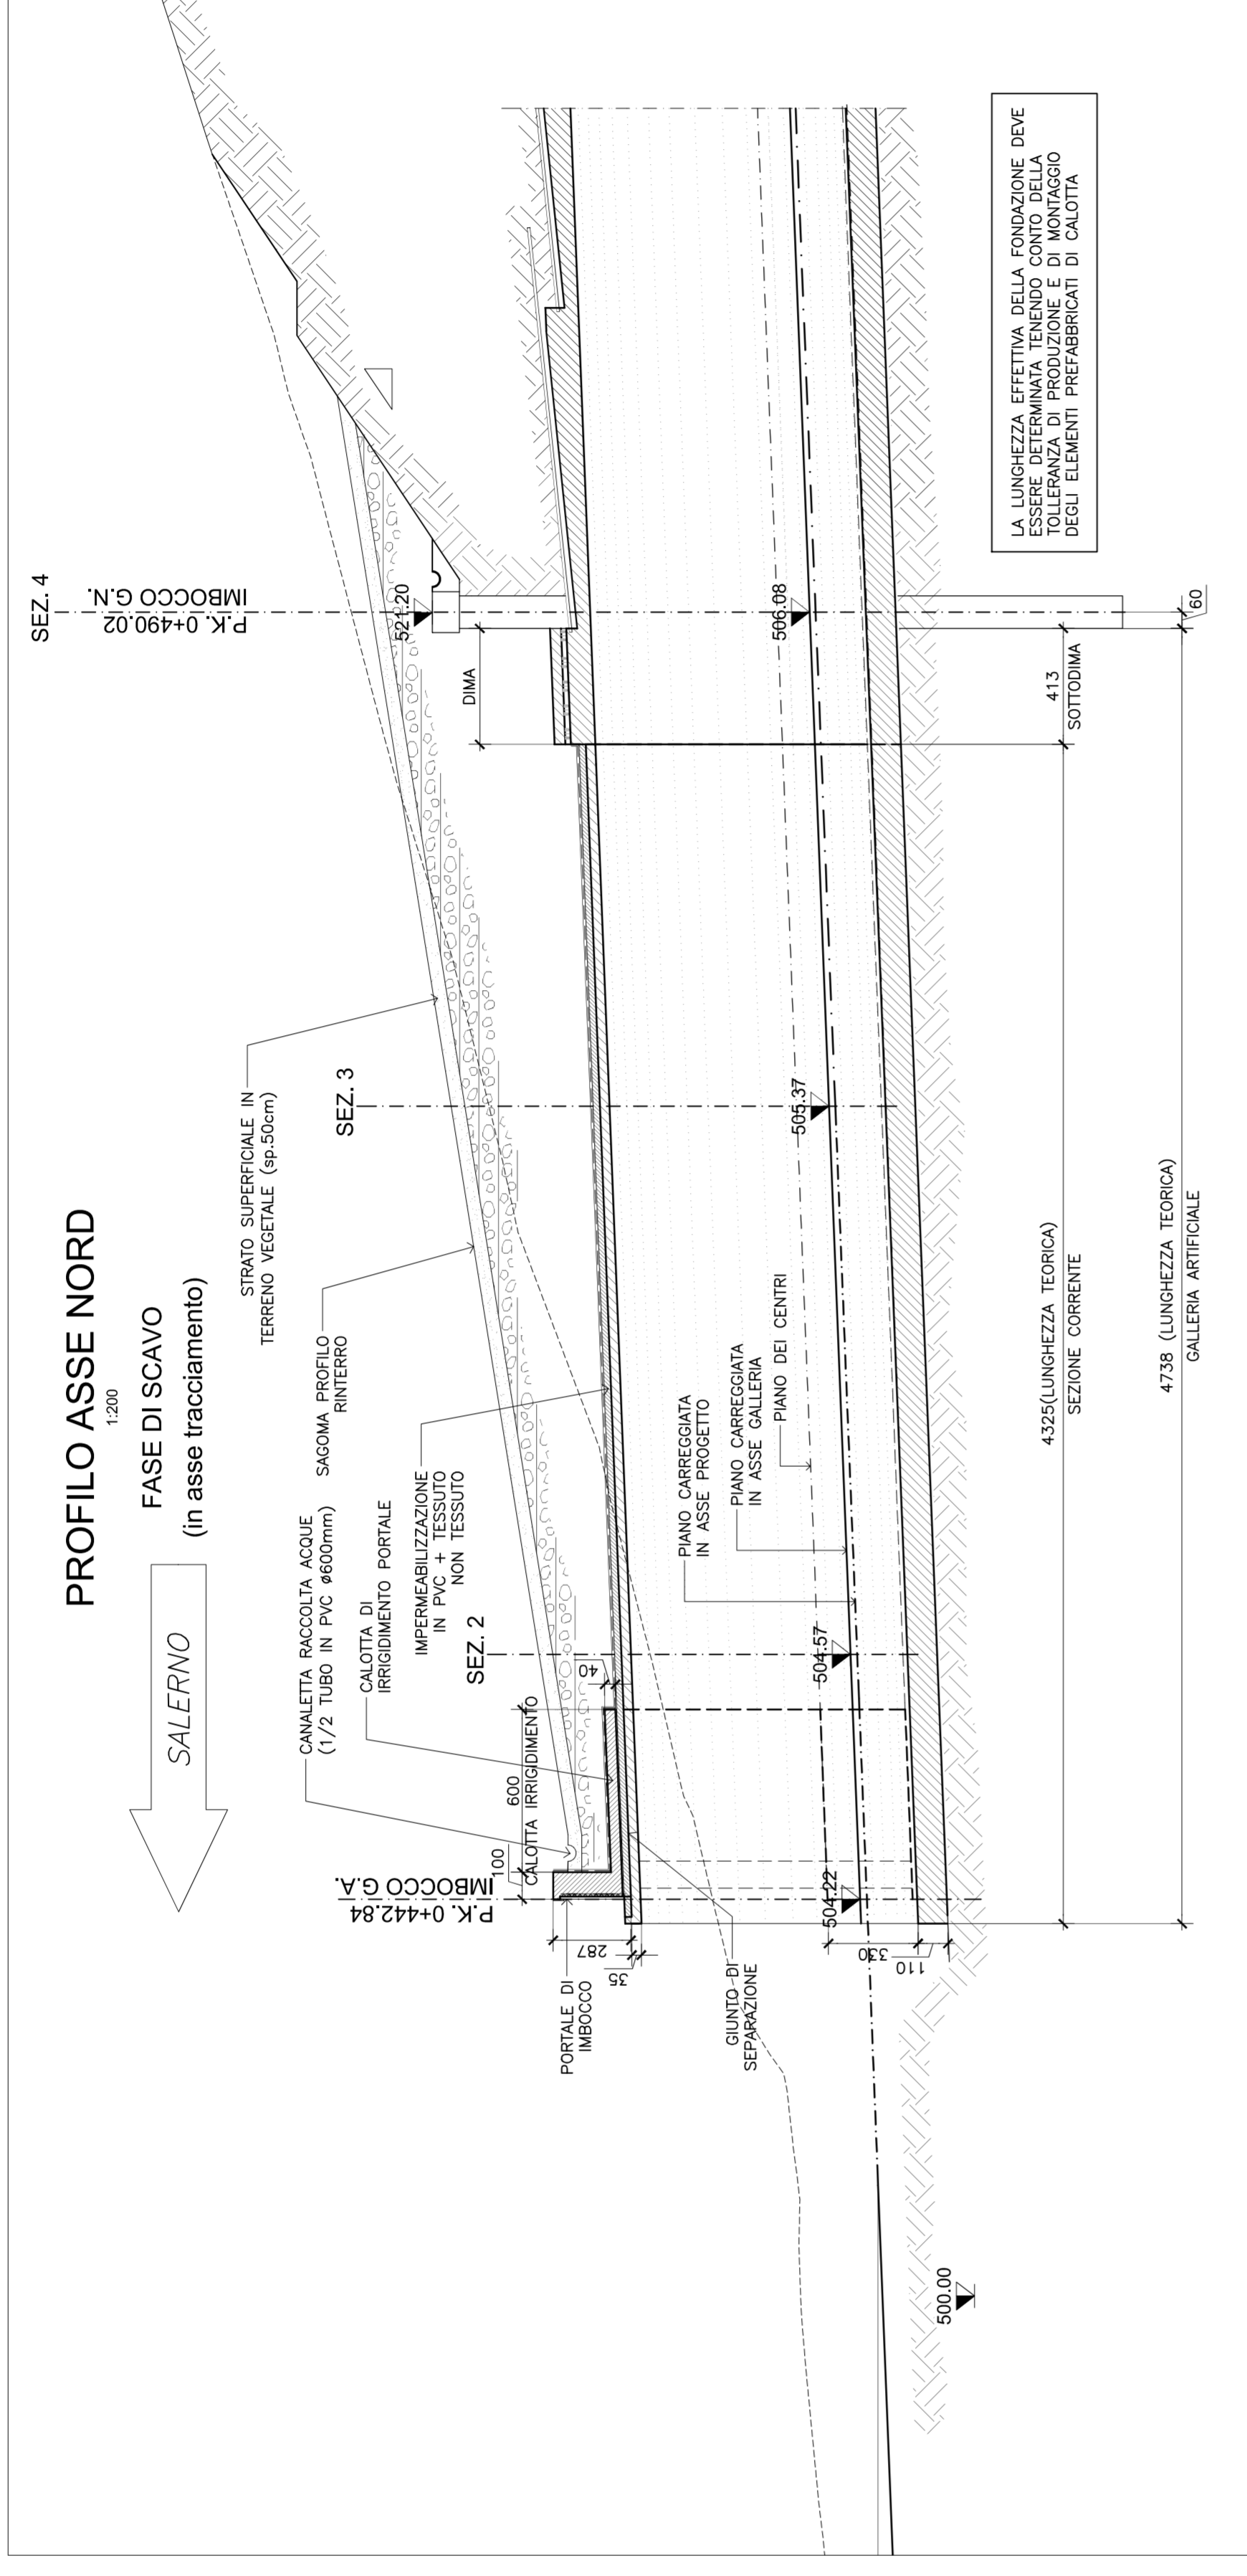 PROFILO ASSE NORD
1:200
FASE DI SCAVO
(in asse tracciamento)
SALERNO
SEZ. 4
P.K. 0+490.02
IMBOCCO G.N.
521.20
DIMA
506.08
STRATO SUPERFICIALE IN
TERRENO VEGETALE (sp.50cm)
SEZ. 3
505.37
SAGOMA PROFILO
RINTERRO
CANALETTA RACCOLTA ACQUE
(1/2 TUBO IN PVC ø600mm)
CALOTTA DI
IRRIGIDIMENTO PORTALE
IMPERMEABILIZZAZIONE
IN PVC + TESSUTO
NON TESSUTO
SEZ. 2
504.57
40
600
100
CALOTTA IRRIGIDIMENTO
P.K. 0+442.84
IMBOCCO G.A.
504.22
287
35
330
110
PORTALE DI
IMBOCCO
GIUNTO DI
SEPARAZIONE
PIANO CARREGGIATA
IN ASSE PROGETTO
PIANO CARREGGIATA
IN ASSE GALLERIA
PIANO DEI CENTRI
500.00
4325(LUNGHEZZA TEORICA)
SEZIONE CORRENTE
413
SOTTODIMA
60
4738 (LUNGHEZZA TEORICA)
GALLERIA ARTIFICIALE
LA LUNGHEZZA EFFETTIVA DELLA FONDAZIONE DEVE
ESSERE DETERMINATA TENENDO CONTO DELLA
TOLLERANZA DI PRODUZIONE E DI MONTAGGIO
DEGLI ELEMENTI PREFABBRICATI DI CALOTTA